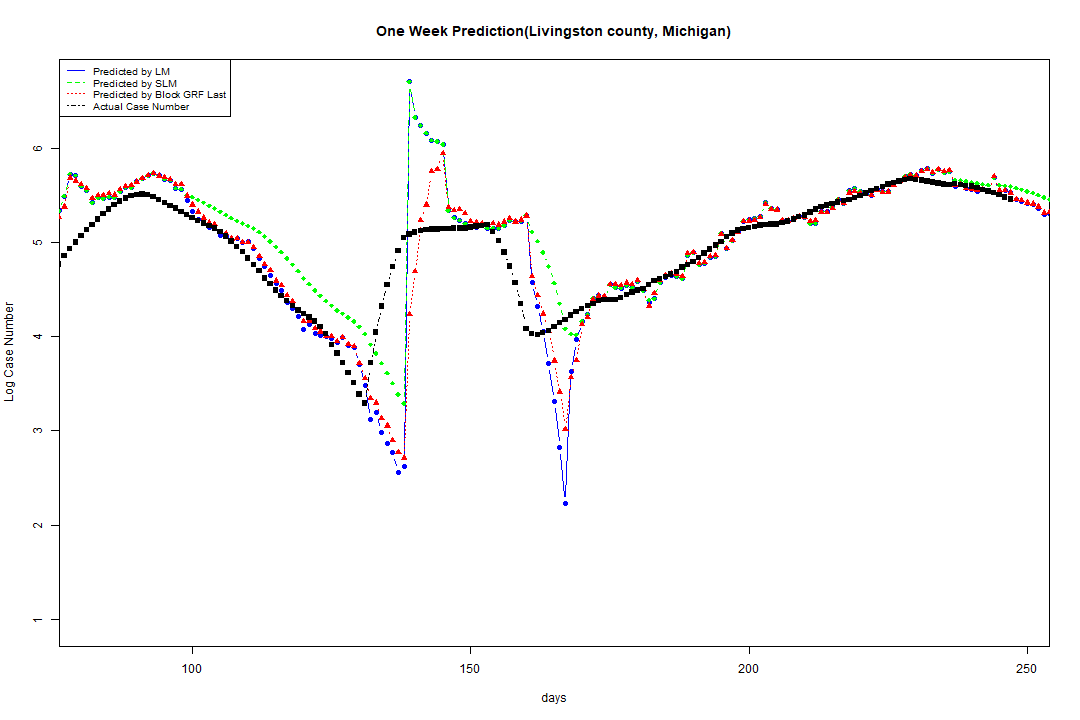 One Week Prediction(Livingston county, Michigan)
Predicted by LM
Predicted by SLM
Predicted by Block GRF Last
Actual Case Number
6
5
4
3
2
1
Log Case Number
100 150 200 250
days